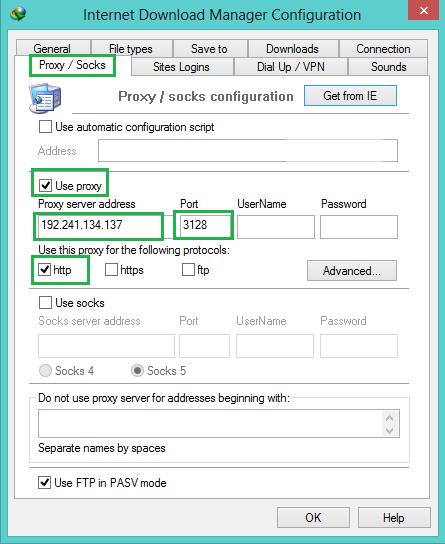 Internet Download Manager Configuration
General File types Save to Downloads Connection
Proxy / Socks Sites Logins Dial Up / VPN Sounds
Proxy / socks configuration Get from IE
Use automatic configuration script
Address
Use proxy
Proxy server address Port UserName Password
192.241.134.137 3128
Use this proxy for the following protocols:
http https ftp Advanced...
Use socks
Socks server address Port UserName Password
Socks 4 Socks 5
Do not use proxy server for addresses beginning with:
Separate names by spaces
Use FTP in PASV mode
OK Help